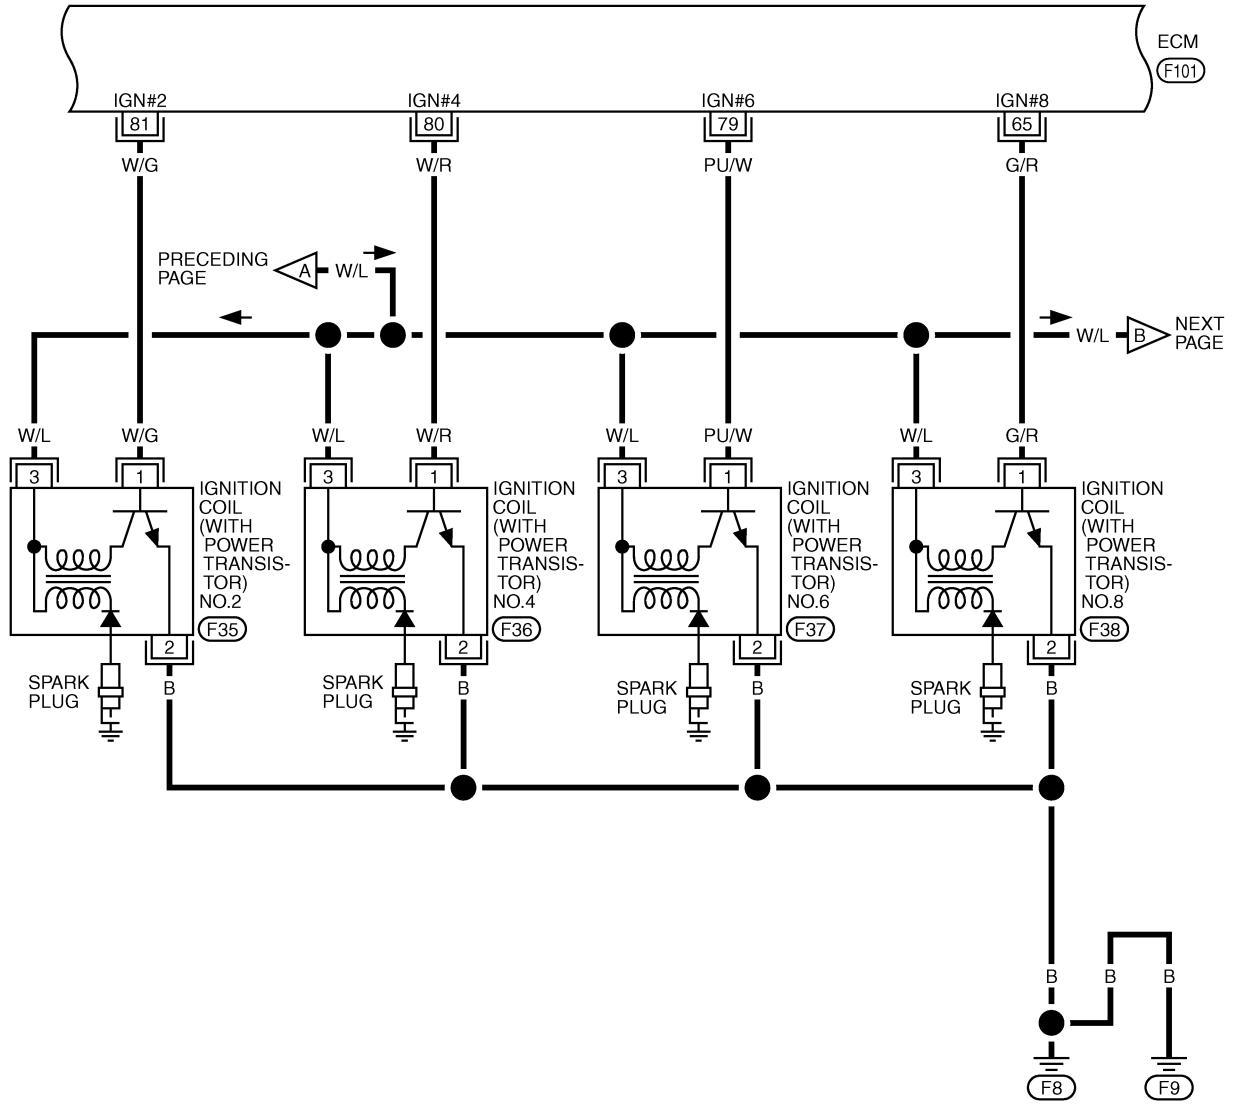 ECM
F101
IGN#2 IGN#4 IGN#6 IGN#8
81 80 79 65
W/G W/R PU/W G/R
PRECEDING
PAGE
A W/L
W/L B
NEXT
PAGE
W/L W/G W/L W/R W/L PU/W W/L G/R
3 1 3 1 3 1 3 1
IGNITION
COIL
(WITH
POWER
TRANSIS-
TOR)
NO.2
F35
IGNITION
COIL
(WITH
POWER
TRANSIS-
TOR)
NO.4
F36
IGNITION
COIL
(WITH
POWER
TRANSIS-
TOR)
NO.6
F37
IGNITION
COIL
(WITH
POWER
TRANSIS-
TOR)
NO.8
F38
2 2 2 2
SPARK
PLUG
B
SPARK
PLUG
B
SPARK
PLUG
B
SPARK
PLUG
B
B B B
F8 F9